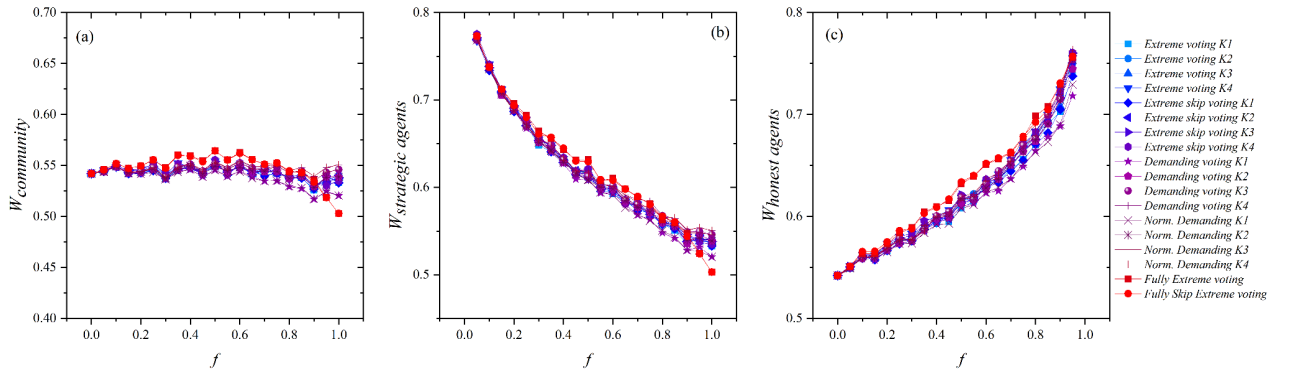 (a)
0.70
0.65
0.60
0.55
0.50
0.45
0.40
Wcommunity
0.0 0.2 0.4 0.6 0.8 1.0
f
(b)
0.8
0.7
0.6
0.5
Wstrategic agents
0.0 0.2 0.4 0.6 0.8 1.0
f
(c)
0.8
0.7
0.6
0.5
Whonest agents
0.0 0.2 0.4 0.6 0.8 1.0
f
Extreme voting K1
Extreme voting K2
Extreme voting K3
Extreme voting K4
Extreme skip voting K1
Extreme skip voting K2
Extreme skip voting K3
Extreme skip voting K4
Demanding voting K1
Demanding voting K2
Demanding voting K3
Demanding voting K4
Norm. Demanding K1
Norm. Demanding K2
Norm. Demanding K3
Norm. Demanding K4
Fully Extreme voting
Fully Skip Extreme voting